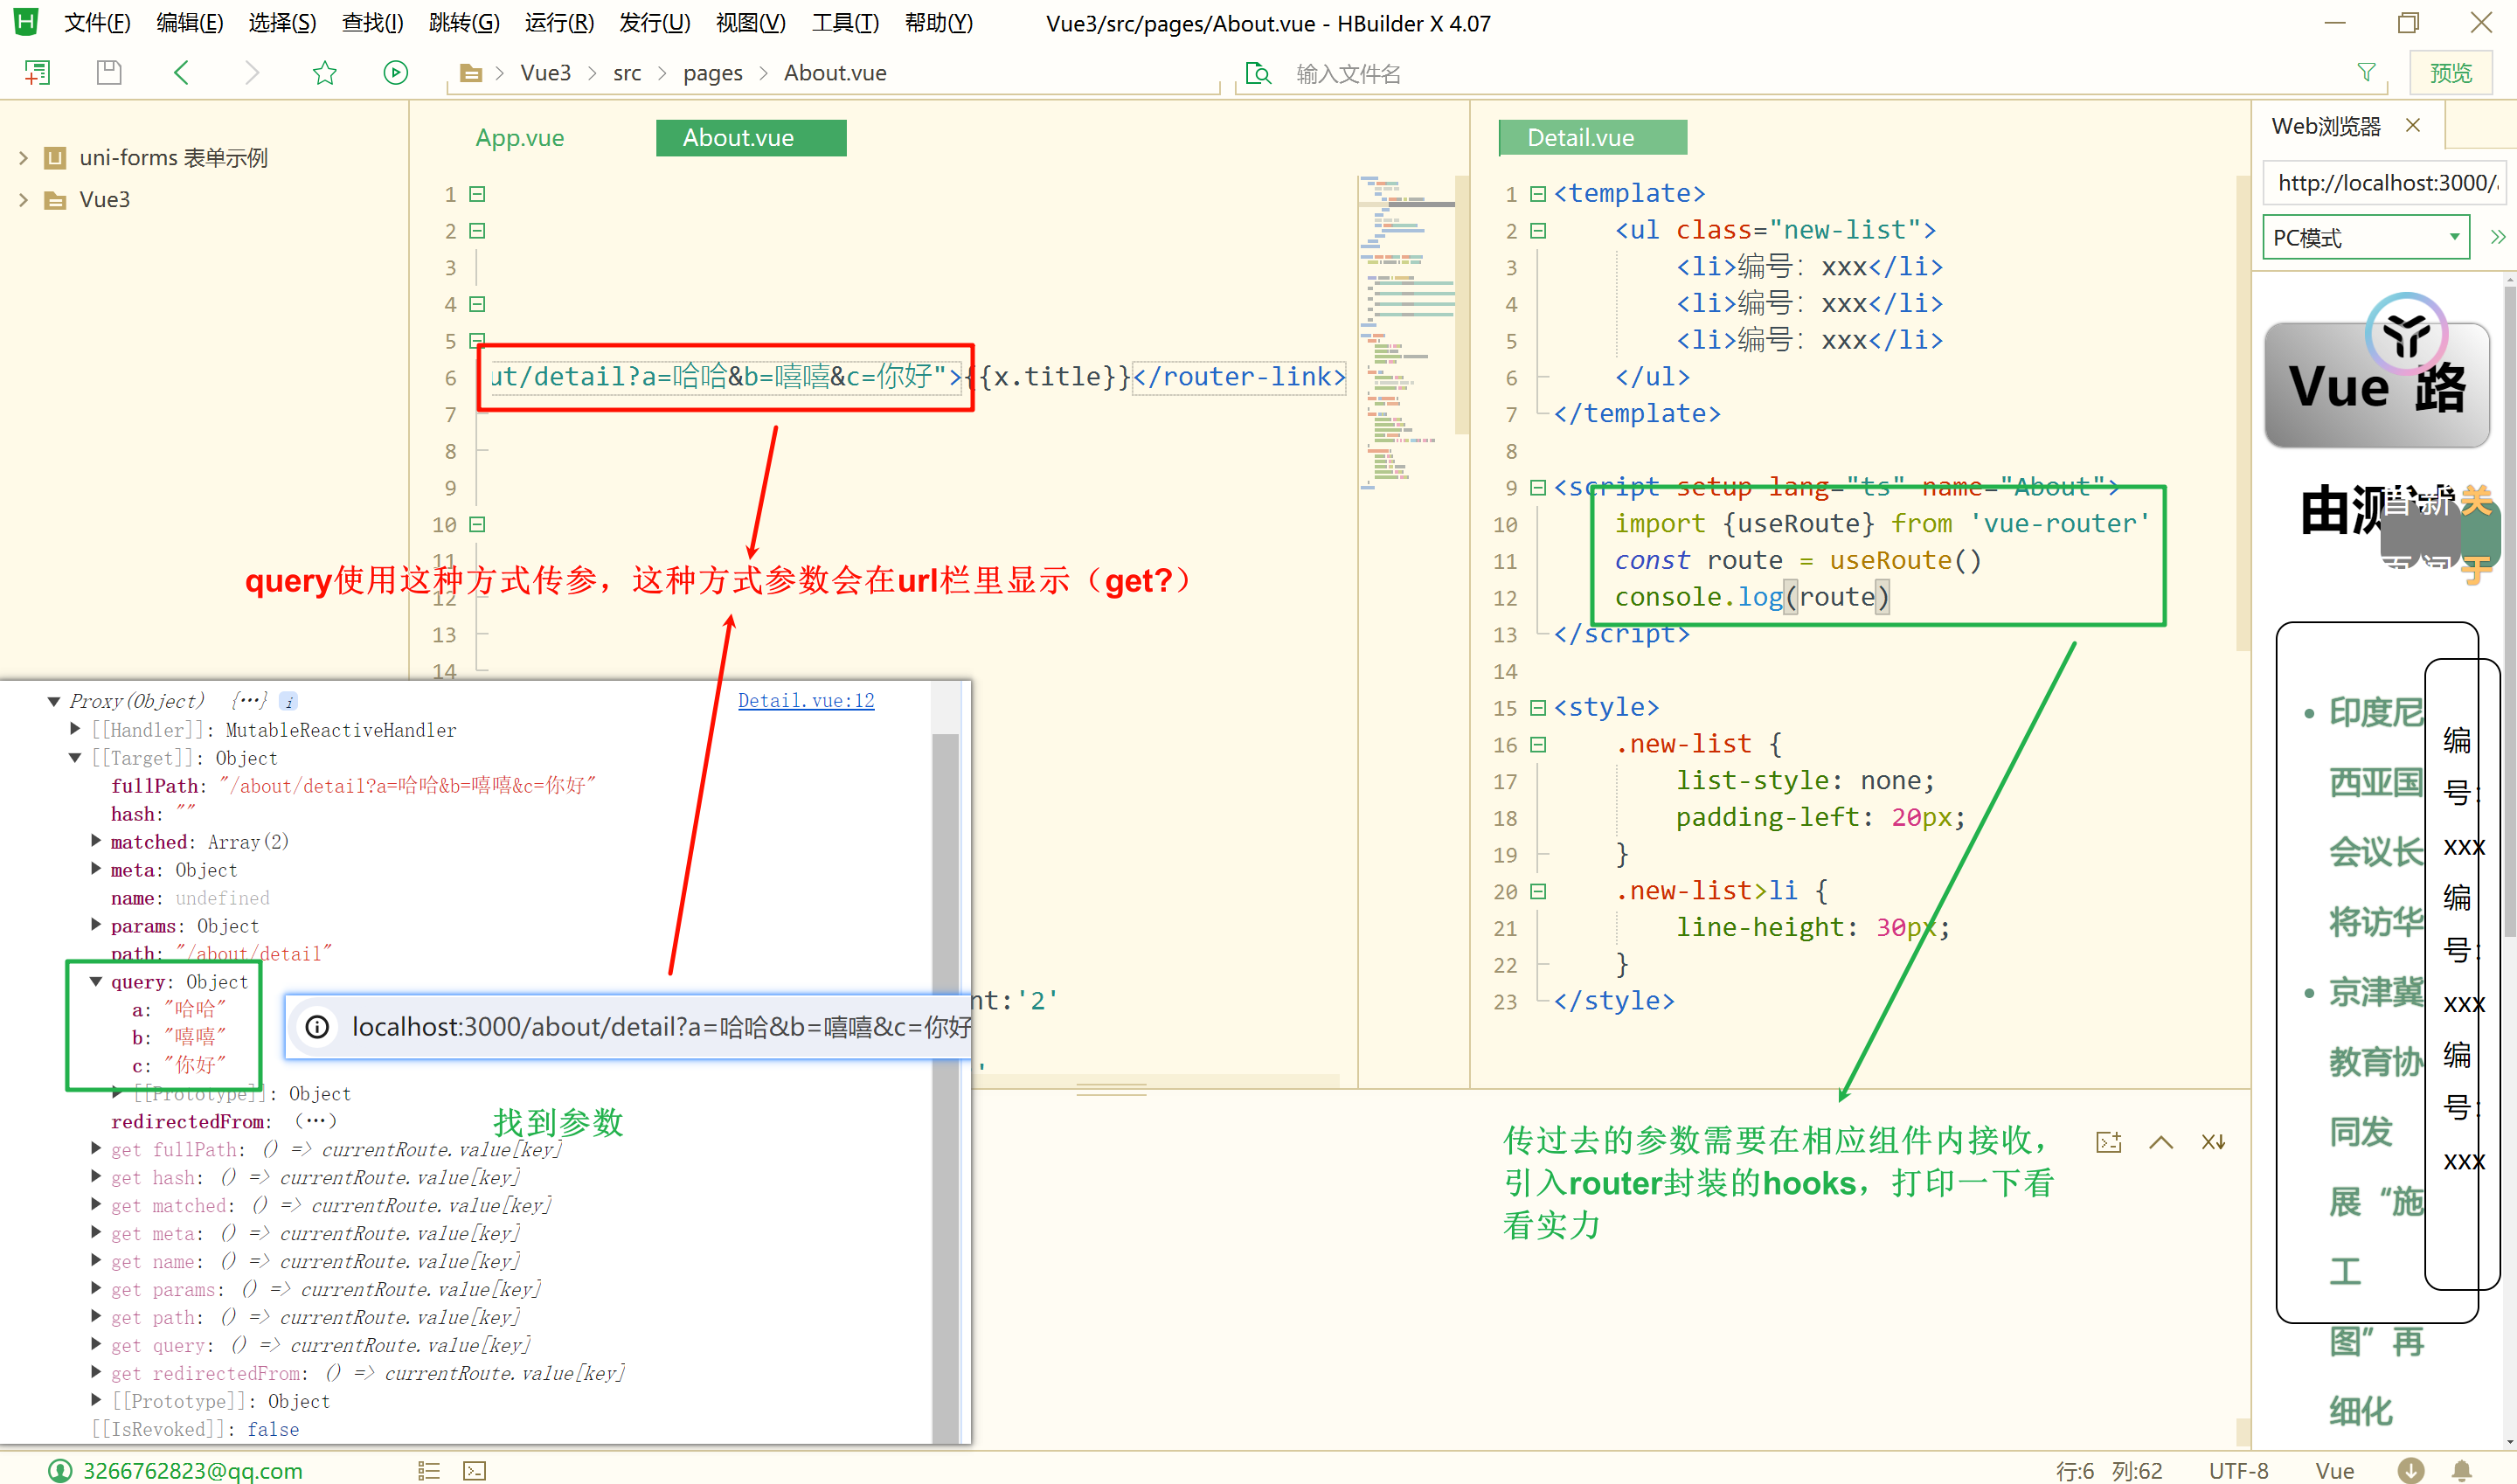 文件(F) 编辑(E) 选择(S) 查找(I) 跳转(G) 运行(R) 发行(U) 视图(V) 工具(T) 帮助(Y) Vue3/src/pages/About.vue - HBuilder X 4.07
Vue3 > src > pages > About.vue 输入文件名 预览
uni-forms 表单示例
Vue3
App.vue About.vue
1
2
3
4
5
6 ut/detail?a=哈哈&b=嘻嘻&c=你好">{{x.title}}</router-link>
7
8
9
10
11
query使用这种方式传参，这种方式参数会在url栏里显示（get?）
12
13
14
nt:'2'
'
Detail.vue
1 <template>
2 <ul class="new-list">
3 <li>编号：xxx</li>
4 <li>编号：xxx</li>
5 <li>编号：xxx</li>
6 </ul>
7 </template>
8
9 <script setup lang="ts" name="About">
10 import {useRoute} from 'vue-router'
11 const route = useRoute()
12 console.log(route)
13 </script>
14
15 <style>
16 .new-list {
17 list-style: none;
18 padding-left: 20px;
19 }
20 .new-list>li {
21 line-height: 30px;
22 }
23 </style>
Proxy(Object) {…} i Detail.vue:12
[[Handler]]: MutableReactiveHandler
[[Target]]: Object
fullPath: "/about/detail?a=哈哈&b=嘻嘻&c=你好"
hash: ""
matched: Array(2)
meta: Object
name: undefined
params: Object
path: "/about/detail"
query: Object
a: "哈哈"
b: "嘻嘻"
c: "你好"
[[Prototype]]: Object
redirectedFrom: (…)
get fullPath: () => currentRoute.value[key]
get hash: () => currentRoute.value[key]
get matched: () => currentRoute.value[key]
get meta: () => currentRoute.value[key]
get name: () => currentRoute.value[key]
get params: () => currentRoute.value[key]
get path: () => currentRoute.value[key]
get query: () => currentRoute.value[key]
get redirectedFrom: () => currentRoute.value[key]
[[Prototype]]: Object
[[IsRevoked]]: false
localhost:3000/about/detail?a=哈哈&b=嘻嘻&c=你好
找到参数
传过去的参数需要在相应组件内接收，
引入router封装的hooks，打印一下看
看实力
Web浏览器
http://localhost:3000/
PC模式
Vue 路
由测
新 关
于
印度尼
西亚国
会议长
将访华
京津冀
教育协
同发
展“施
工
图”再
细化
编
号：
xxx
编
号：
xxx
编
号：
xxx
3266762823@qq.com 行:6 列:62 UTF-8 Vue